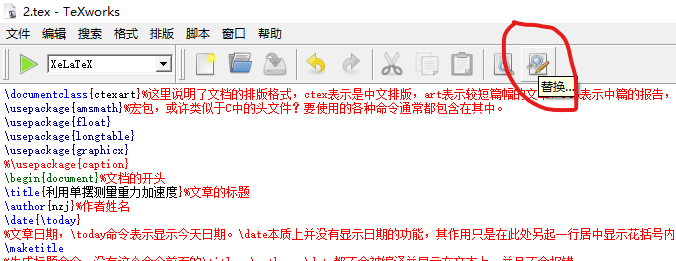 2.tex - TeXworks
文件 编辑 搜索 格式 排版 脚本 窗口 帮助
XeLaTeX
替换...
\documentclass{ctexart}%这里说明了文档的排版格式，ctex表示是中文排版，art表示较短篇幅的文 表示中篇的报告，
\usepackage{amsmath}%宏包，或许类似于C中的头文件？要使用的各种命令通常都包含在其中。
\usepackage{float}
\usepackage{longtable}
\usepackage{graphicx}
%\usepackage{caption}
\begin{document}%文档的开头
\title{利用单摆测量重力加速度}%文章的标题
\author{nzj}%作者姓名
\date{\today}
%文章日期，\today命令表示显示今天日期。\date本质上并没有显示日期的功能，其作用只是在此处另起一行居中显示花括号内
\maketitle